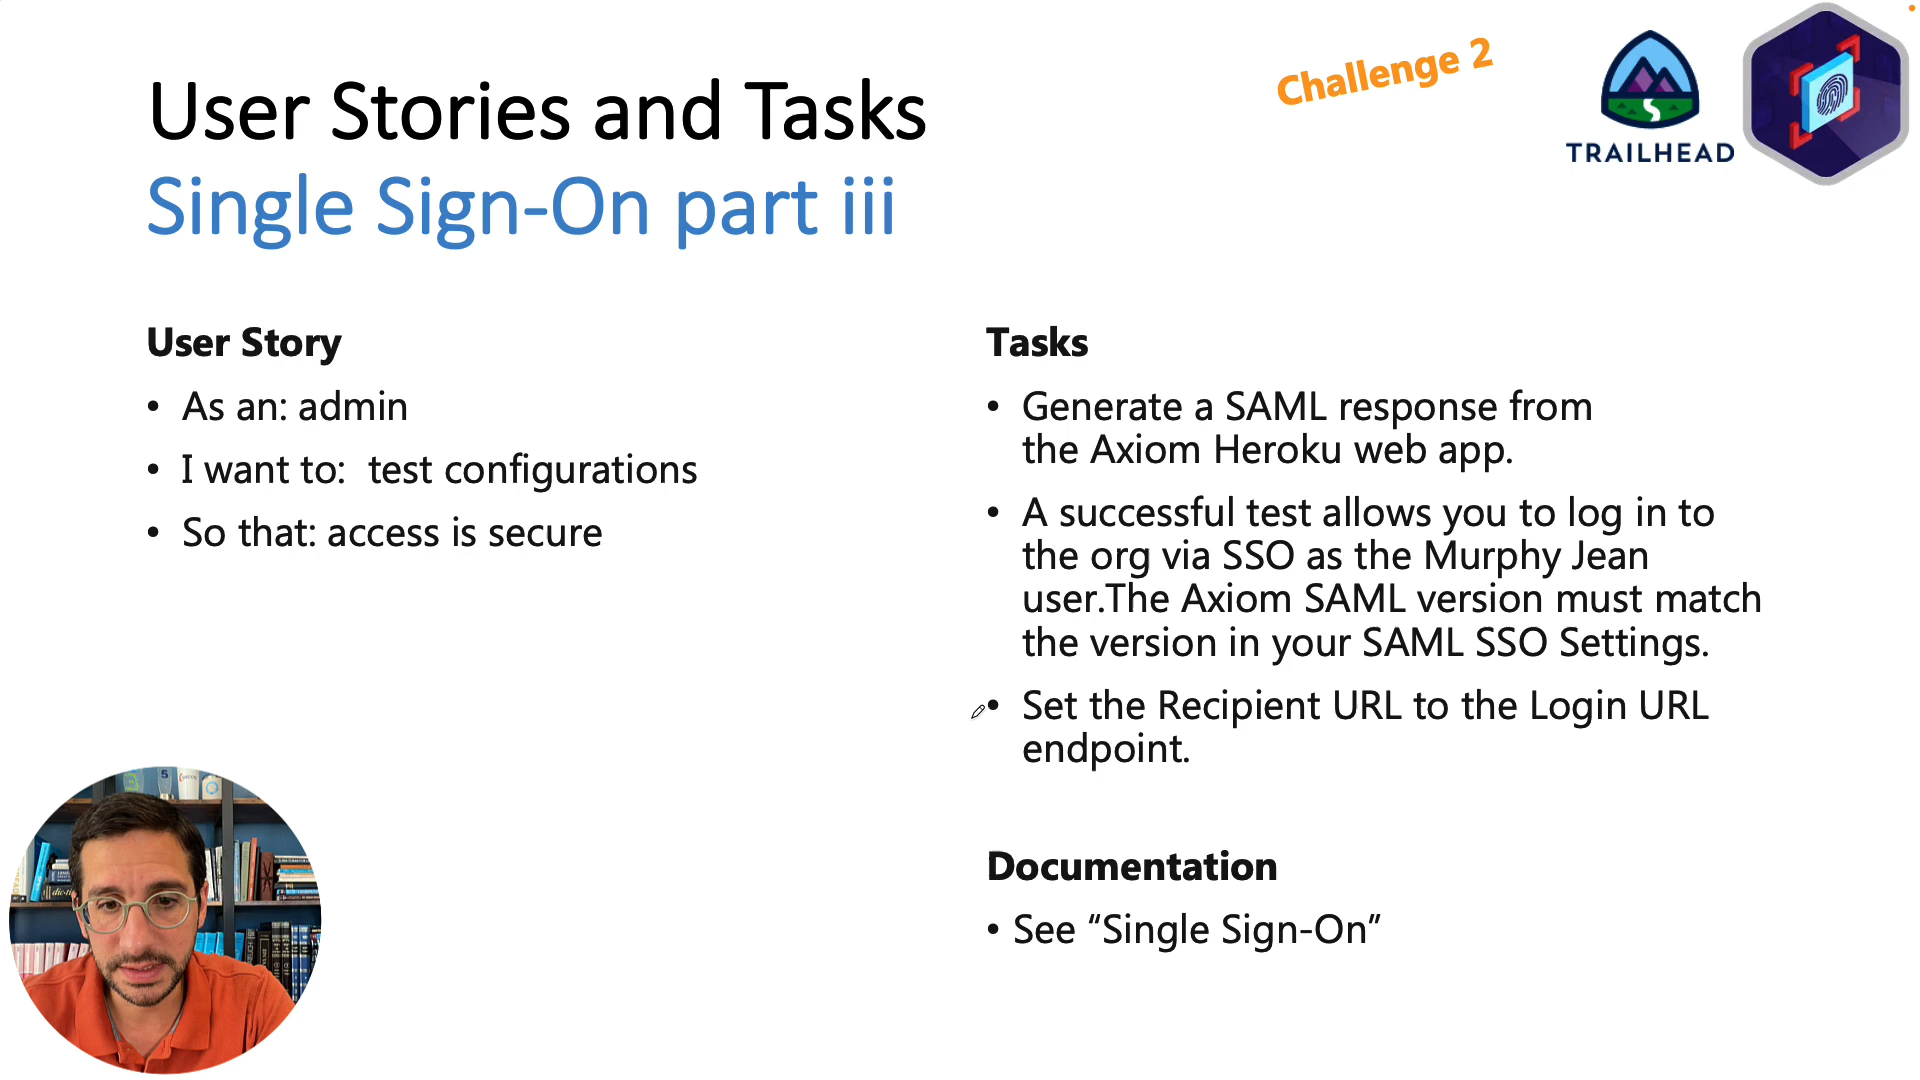 User Stories and Tasks
Challenge 2
TRAILHEAD
Single Sign-On part iii
User Story
• As an: admin
• I want to:  test configurations
• So that: access is secure
Tasks
• Generate a SAML response from
the Axiom Heroku web app.
• A successful test allows you to log in to
the org via SSO as the Murphy Jean
user.The Axiom SAML version must match
the version in your SAML SSO Settings.
• Set the Recipient URL to the Login URL
endpoint.
Documentation
• See “Single Sign-On”
5